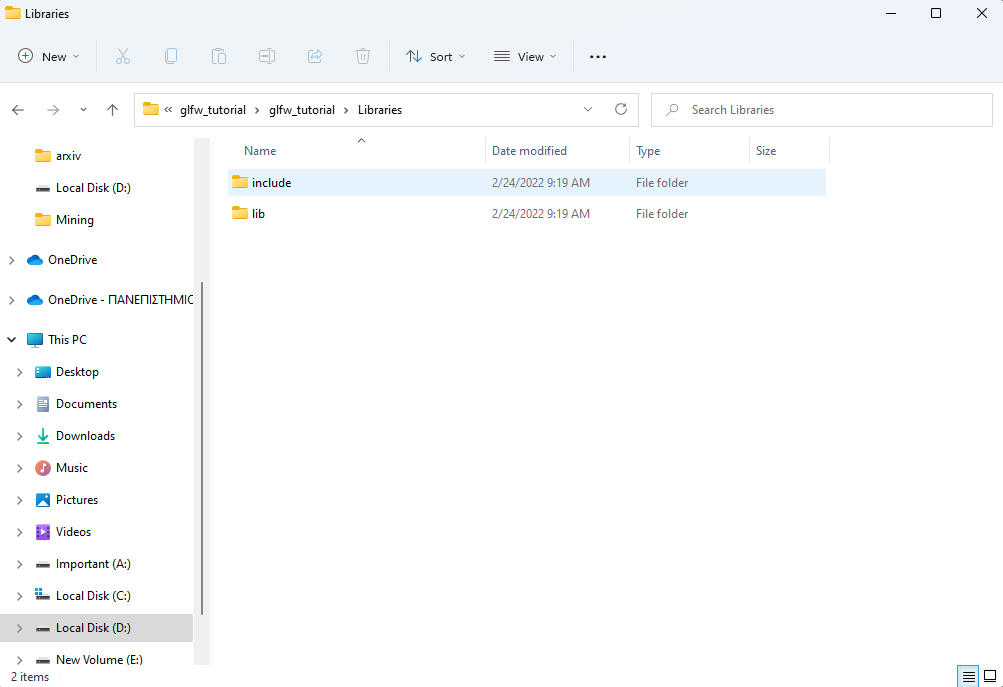 Libraries
New
Sort
View
« glfw_tutorial > glfw_tutorial > Libraries
Search Libraries
arxiv
Local Disk (D:)
Mining
OneDrive
OneDrive - ΠΑΝΕΠΙΣΤΗΜΙΟ
This PC
Desktop
Documents
Downloads
Music
Pictures
Videos
Important (A:)
Local Disk (C:)
Local Disk (D:)
New Volume (E:)
Name Date modified Type Size
include 2/24/2022 9:19 AM File folder
lib 2/24/2022 9:19 AM File folder
2 items